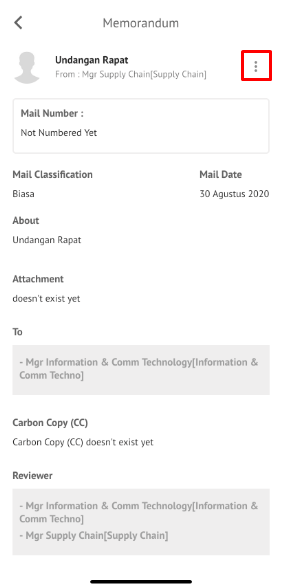 Memorandum
Undangan Rapat
From : Mgr Supply Chain[Supply Chain]
Mail Number :
Not Numbered Yet
Mail Classification
Mail Date
Biasa
30 Agustus 2020
About
Undangan Rapat
Attachment
doesn't exist yet
To
- Mgr Information & Comm Technology[Information &
Comm Techno]
Carbon Copy (CC)
Carbon Copy (CC) doesn't exist yet
Reviewer
- Mgr Information & Comm Technology[Information &
Comm Techno]
- Mgr Supply Chain[Supply Chain]